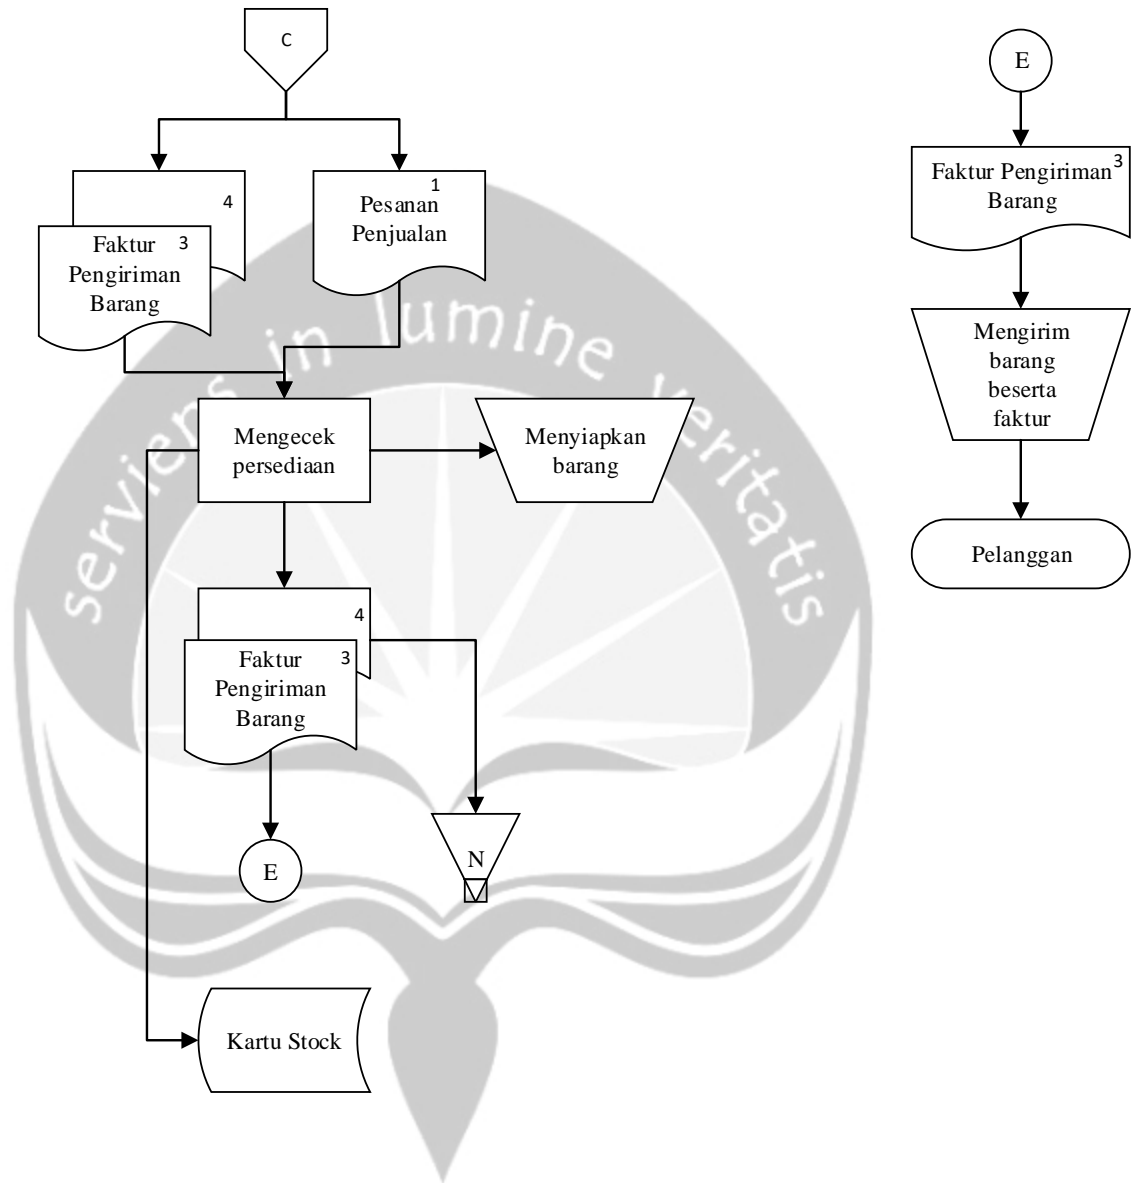 C
4
Faktur 3
Pengiriman
Barang
1
Pesanan
Penjualan
serviens in lumine veritatis
Mengecek
persediaan
Menyiapkan
barang
4
Faktur 3
Pengiriman
Barang
E
N
Kartu Stock
E
Faktur Pengiriman 3
Barang
Mengirim
barang
beserta
faktur
Pelanggan